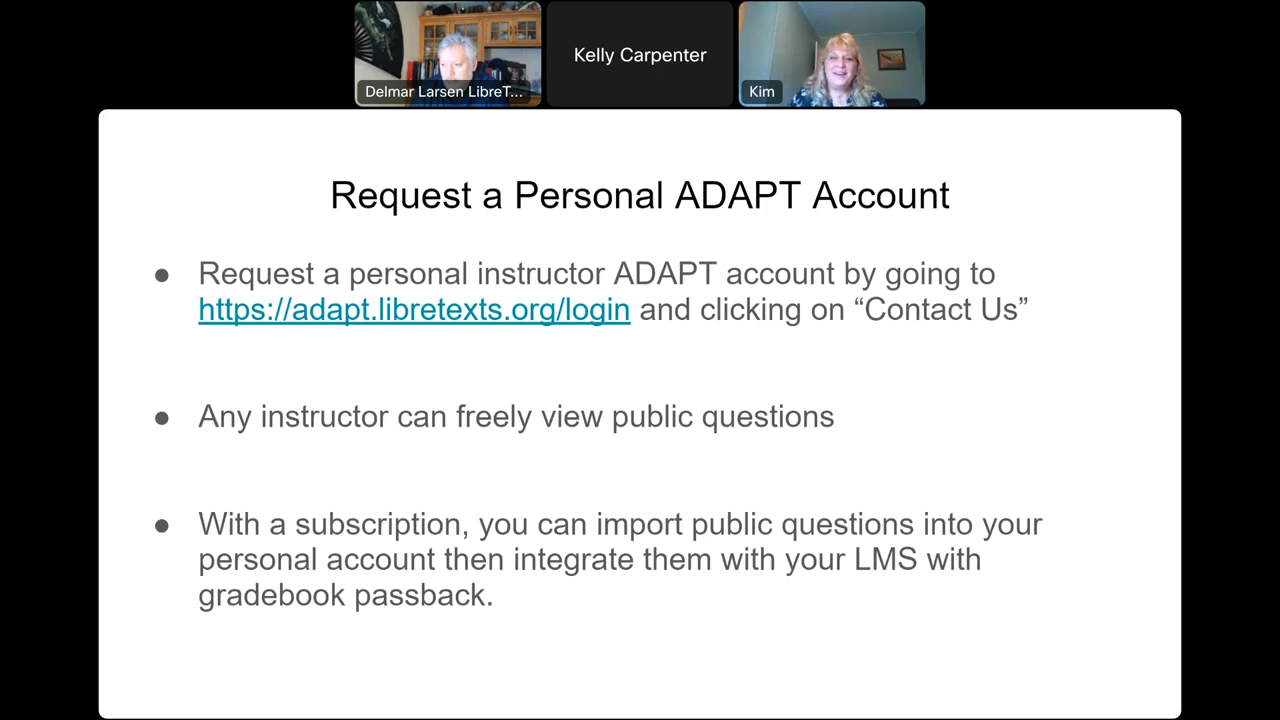 Delmar Larsen LibreT...
Kelly Carpenter
Kim
Request a Personal ADAPT Account
● Request a personal instructor ADAPT account by going to
https://adapt.libretexts.org/login and clicking on “Contact Us”
● Any instructor can freely view public questions
● With a subscription, you can import public questions into your
personal account then integrate them with your LMS with
gradebook passback.